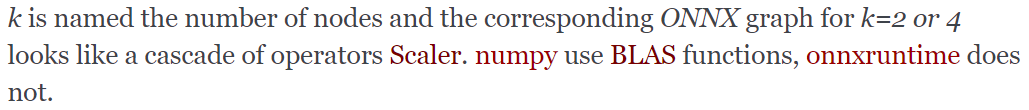 k is named the number of nodes and the corresponding ONNX graph for k=2 or 4
looks like a cascade of operators Scaler. numpy use BLAS functions, onnxruntime does
not.